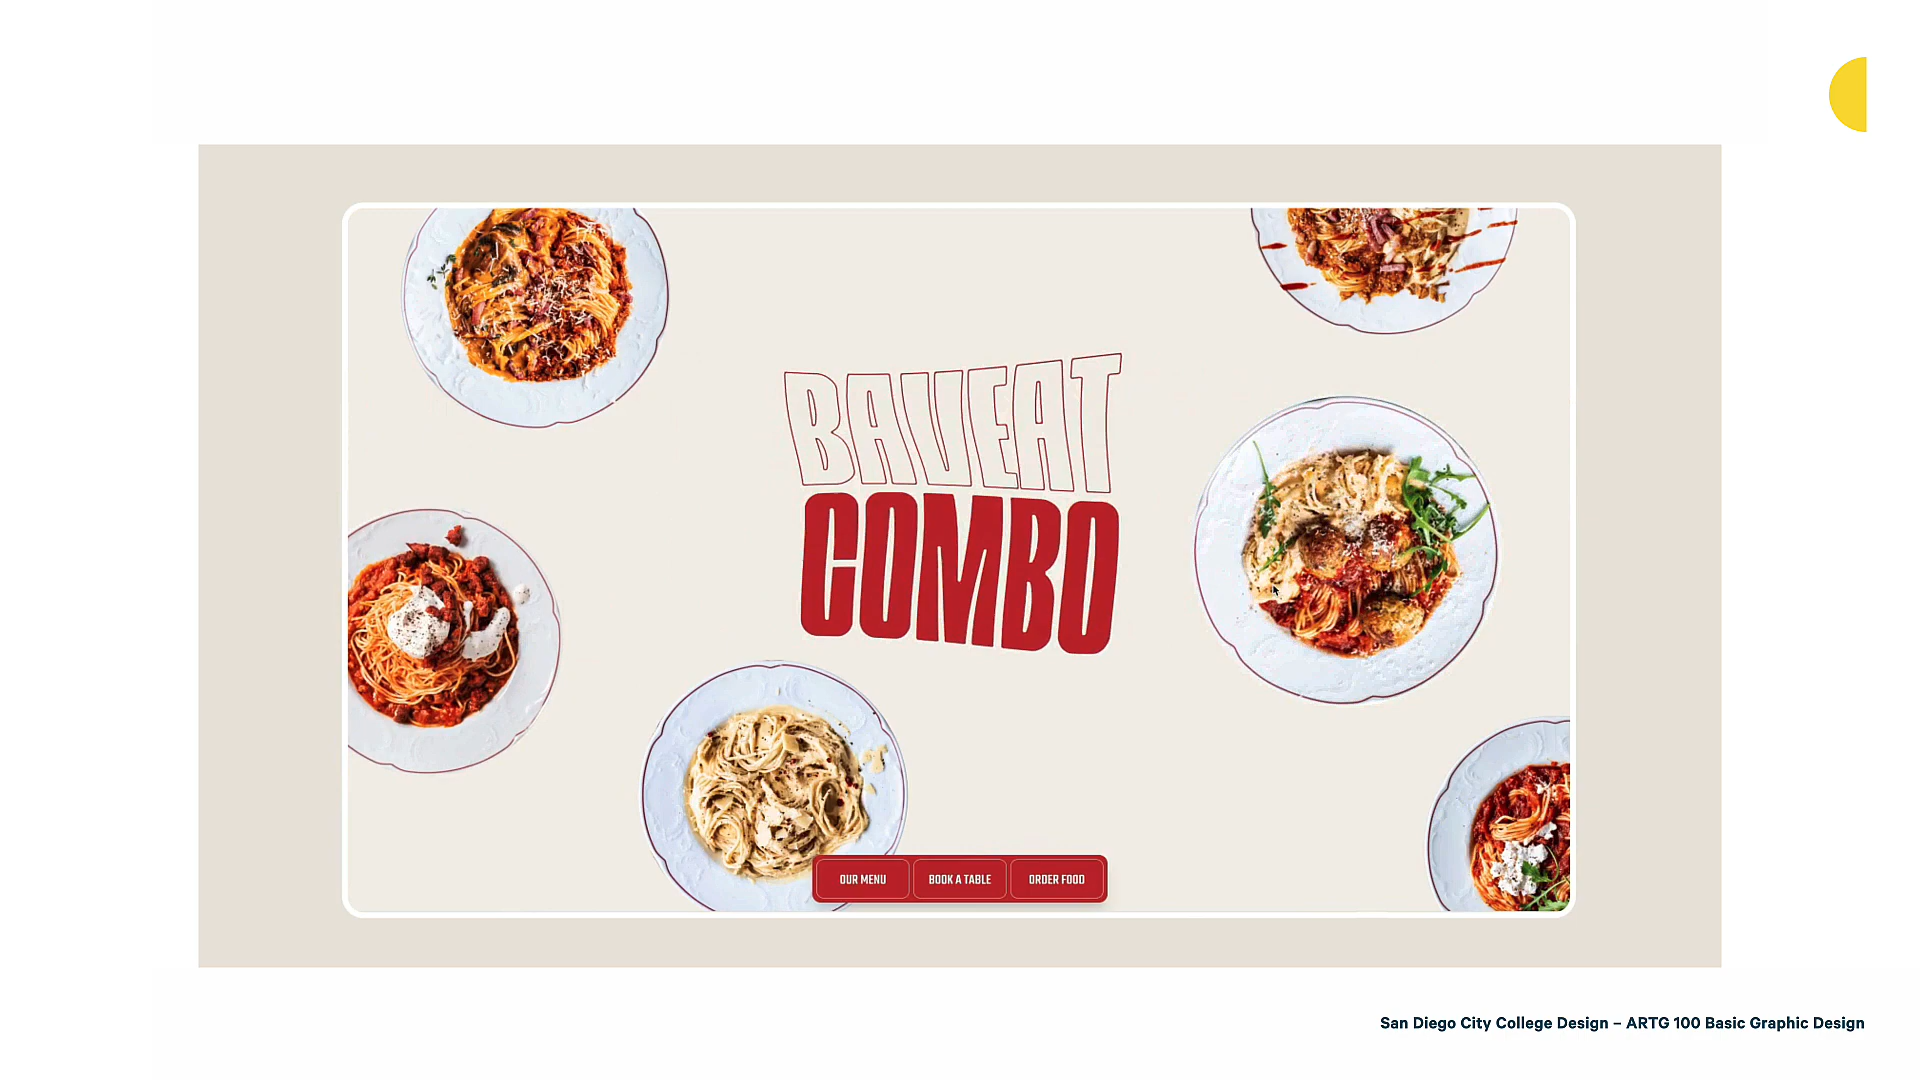 BAVEAT
COMBO
OUR MENU
BOOK A TABLE
ORDER FOOD
San Diego City College Design – ARTG 100 Basic Graphic Design